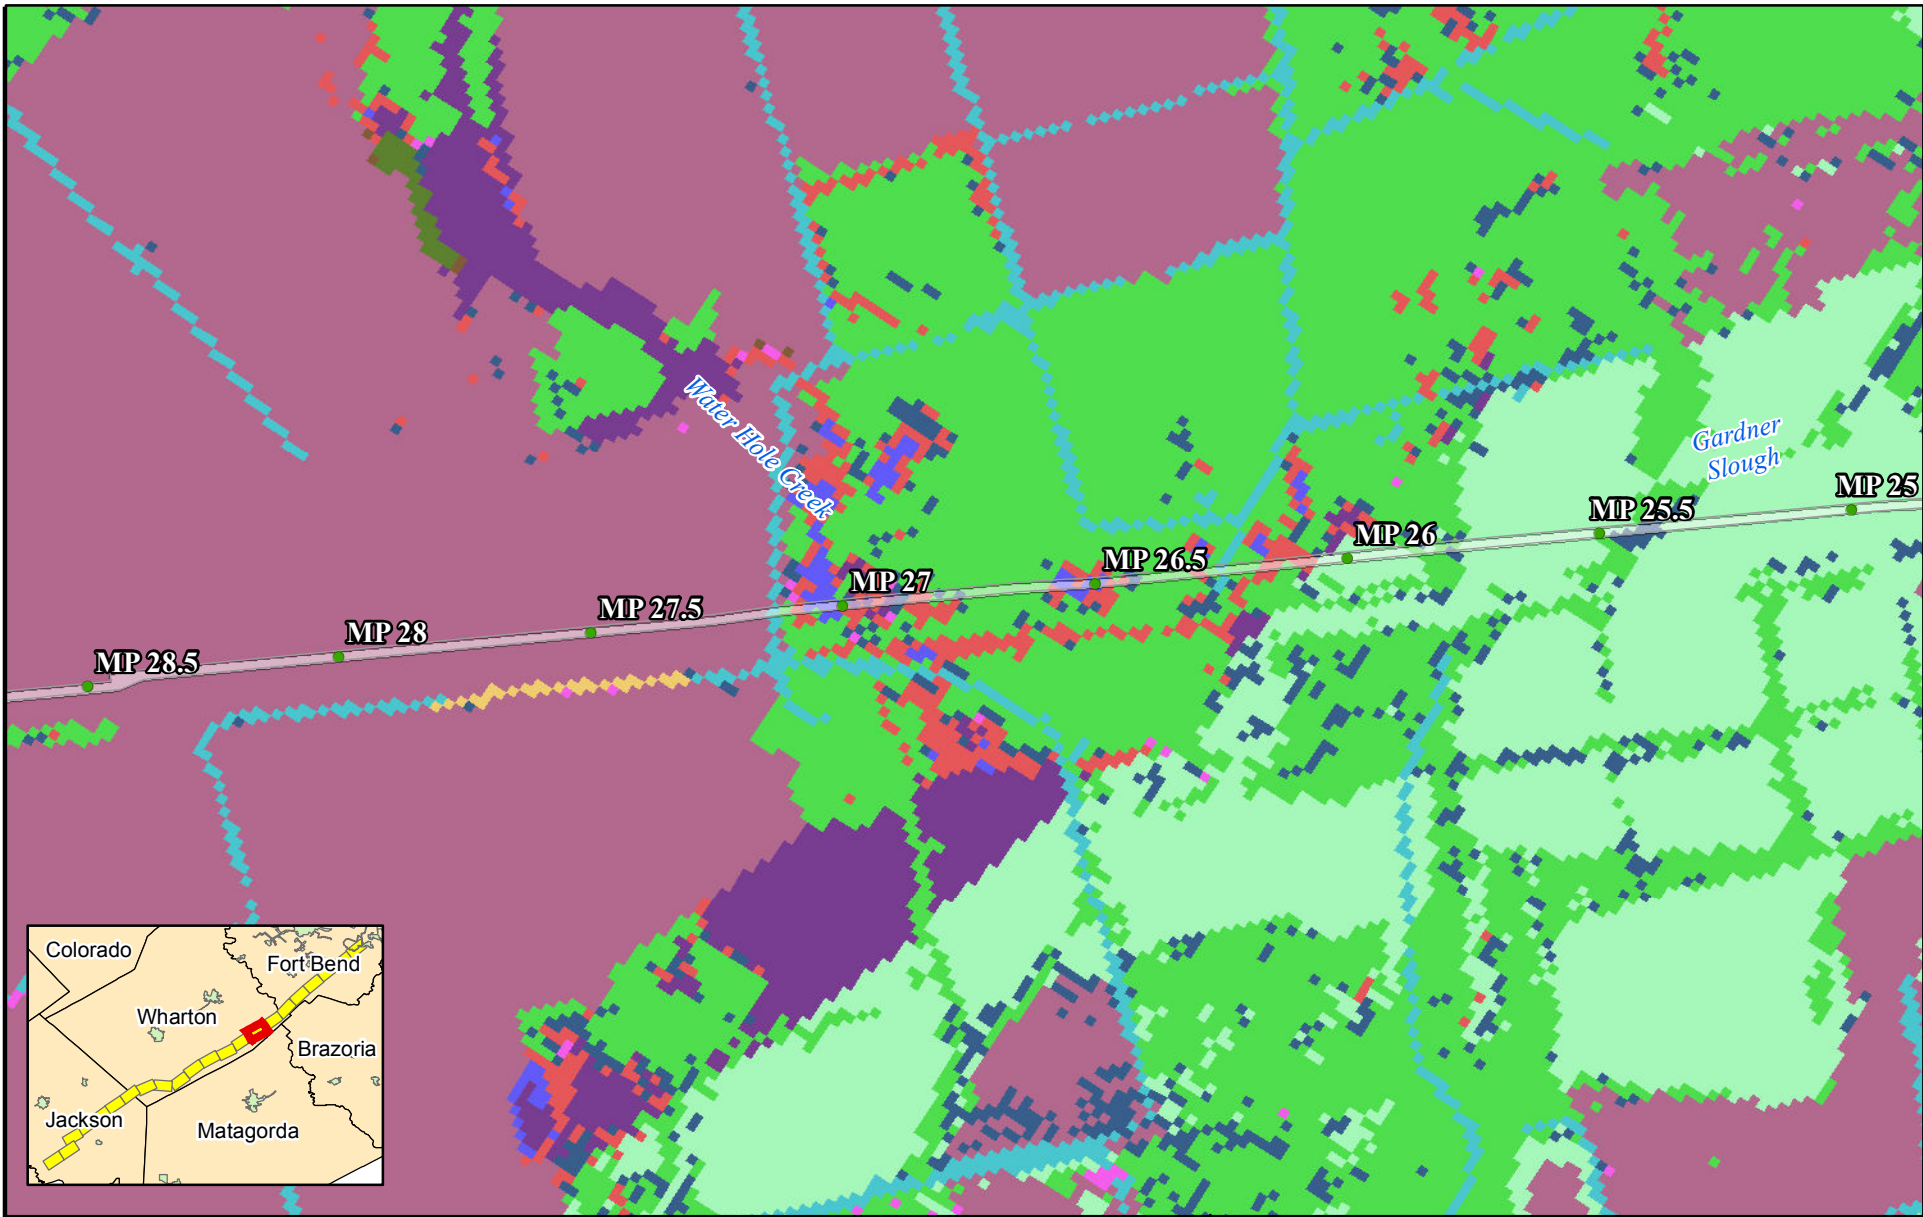 Water Hole Creek
Gardner
Slough
MP 25
MP 25.5
MP 26
MP 26.5
MP 27
MP 27.5
MP 28
MP 28.5
Colorado
Fort Bend
Wharton
Brazoria
Jackson
Matagorda